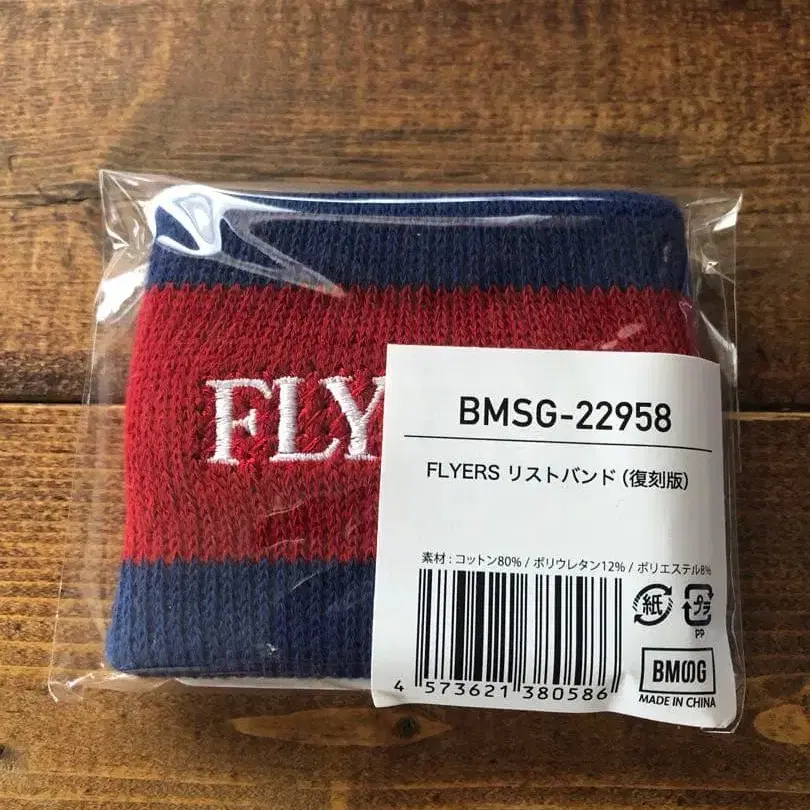 FLY
BMSG-22958
FLYERS リストバンド (復刻版)
素材 : コットン80% / ポリウレタン12% / ポリエステル8%
紙 プラ
PP
4 573621 380586
BMSG
MADE IN CHINA